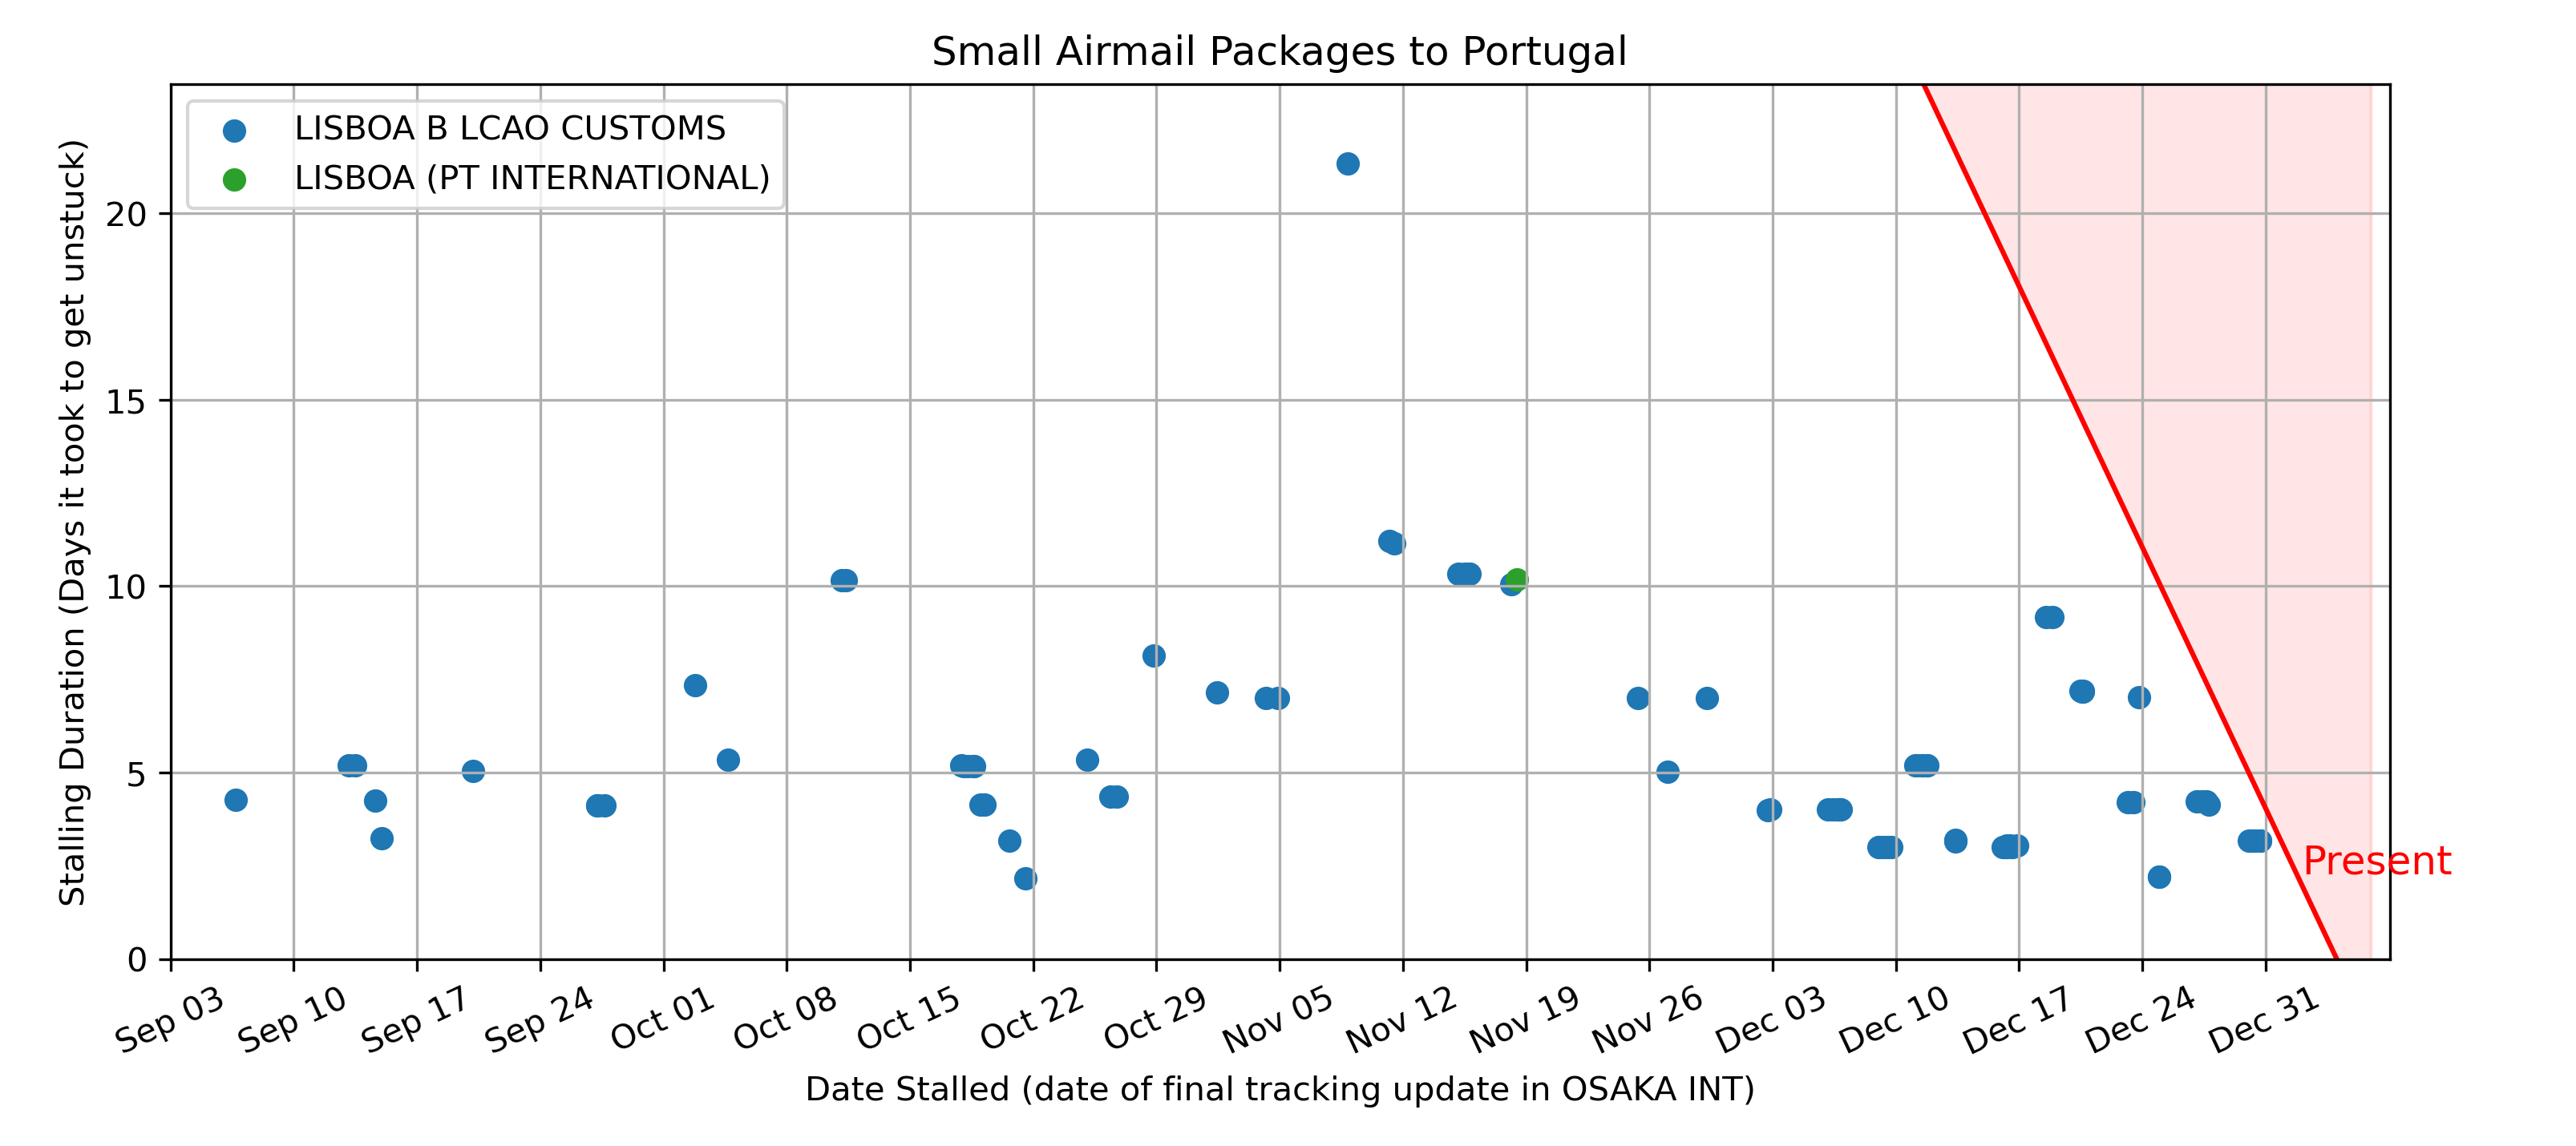 Small Airmail Packages to Portugal
LISBOA B LCAO CUSTOMS
LISBOA (PT INTERNATIONAL)
Stalling Duration (Days it took to get unstuck)
20
15
10
5
0
Present
Sep 03
Sep 10
Sep 17
Sep 24
Oct 01
Oct 08
Oct 15
Oct 22
Oct 29
Nov 05
Nov 12
Nov 19
Nov 26
Dec 03
Dec 10
Dec 17
Dec 24
Dec 31
Date Stalled (date of final tracking update in OSAKA INT)